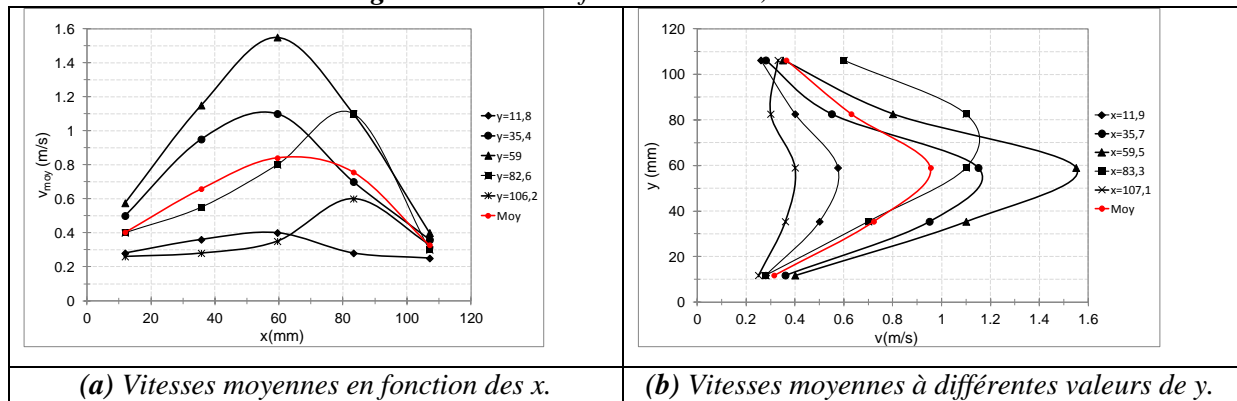 1.6
1.4
1.2
1
0.8
0.6
0.4
0.2
0
v moy (m/s)
0 20 40 60 80 100 120
x(mm)
y=11,8
y=35,4
y=59
y=82,6
y=106,2
Moy
120
100
80
60
40
20
0
y (mm)
0 0.2 0.4 0.6 0.8 1 1.2 1.4 1.6
v(m/s)
x=11,9
x=35,7
x=59,5
x=83,3
x=107,1
Moy
(a) Vitesses moyennes en fonction des x.
(b) Vitesses moyennes à différentes valeurs de y.